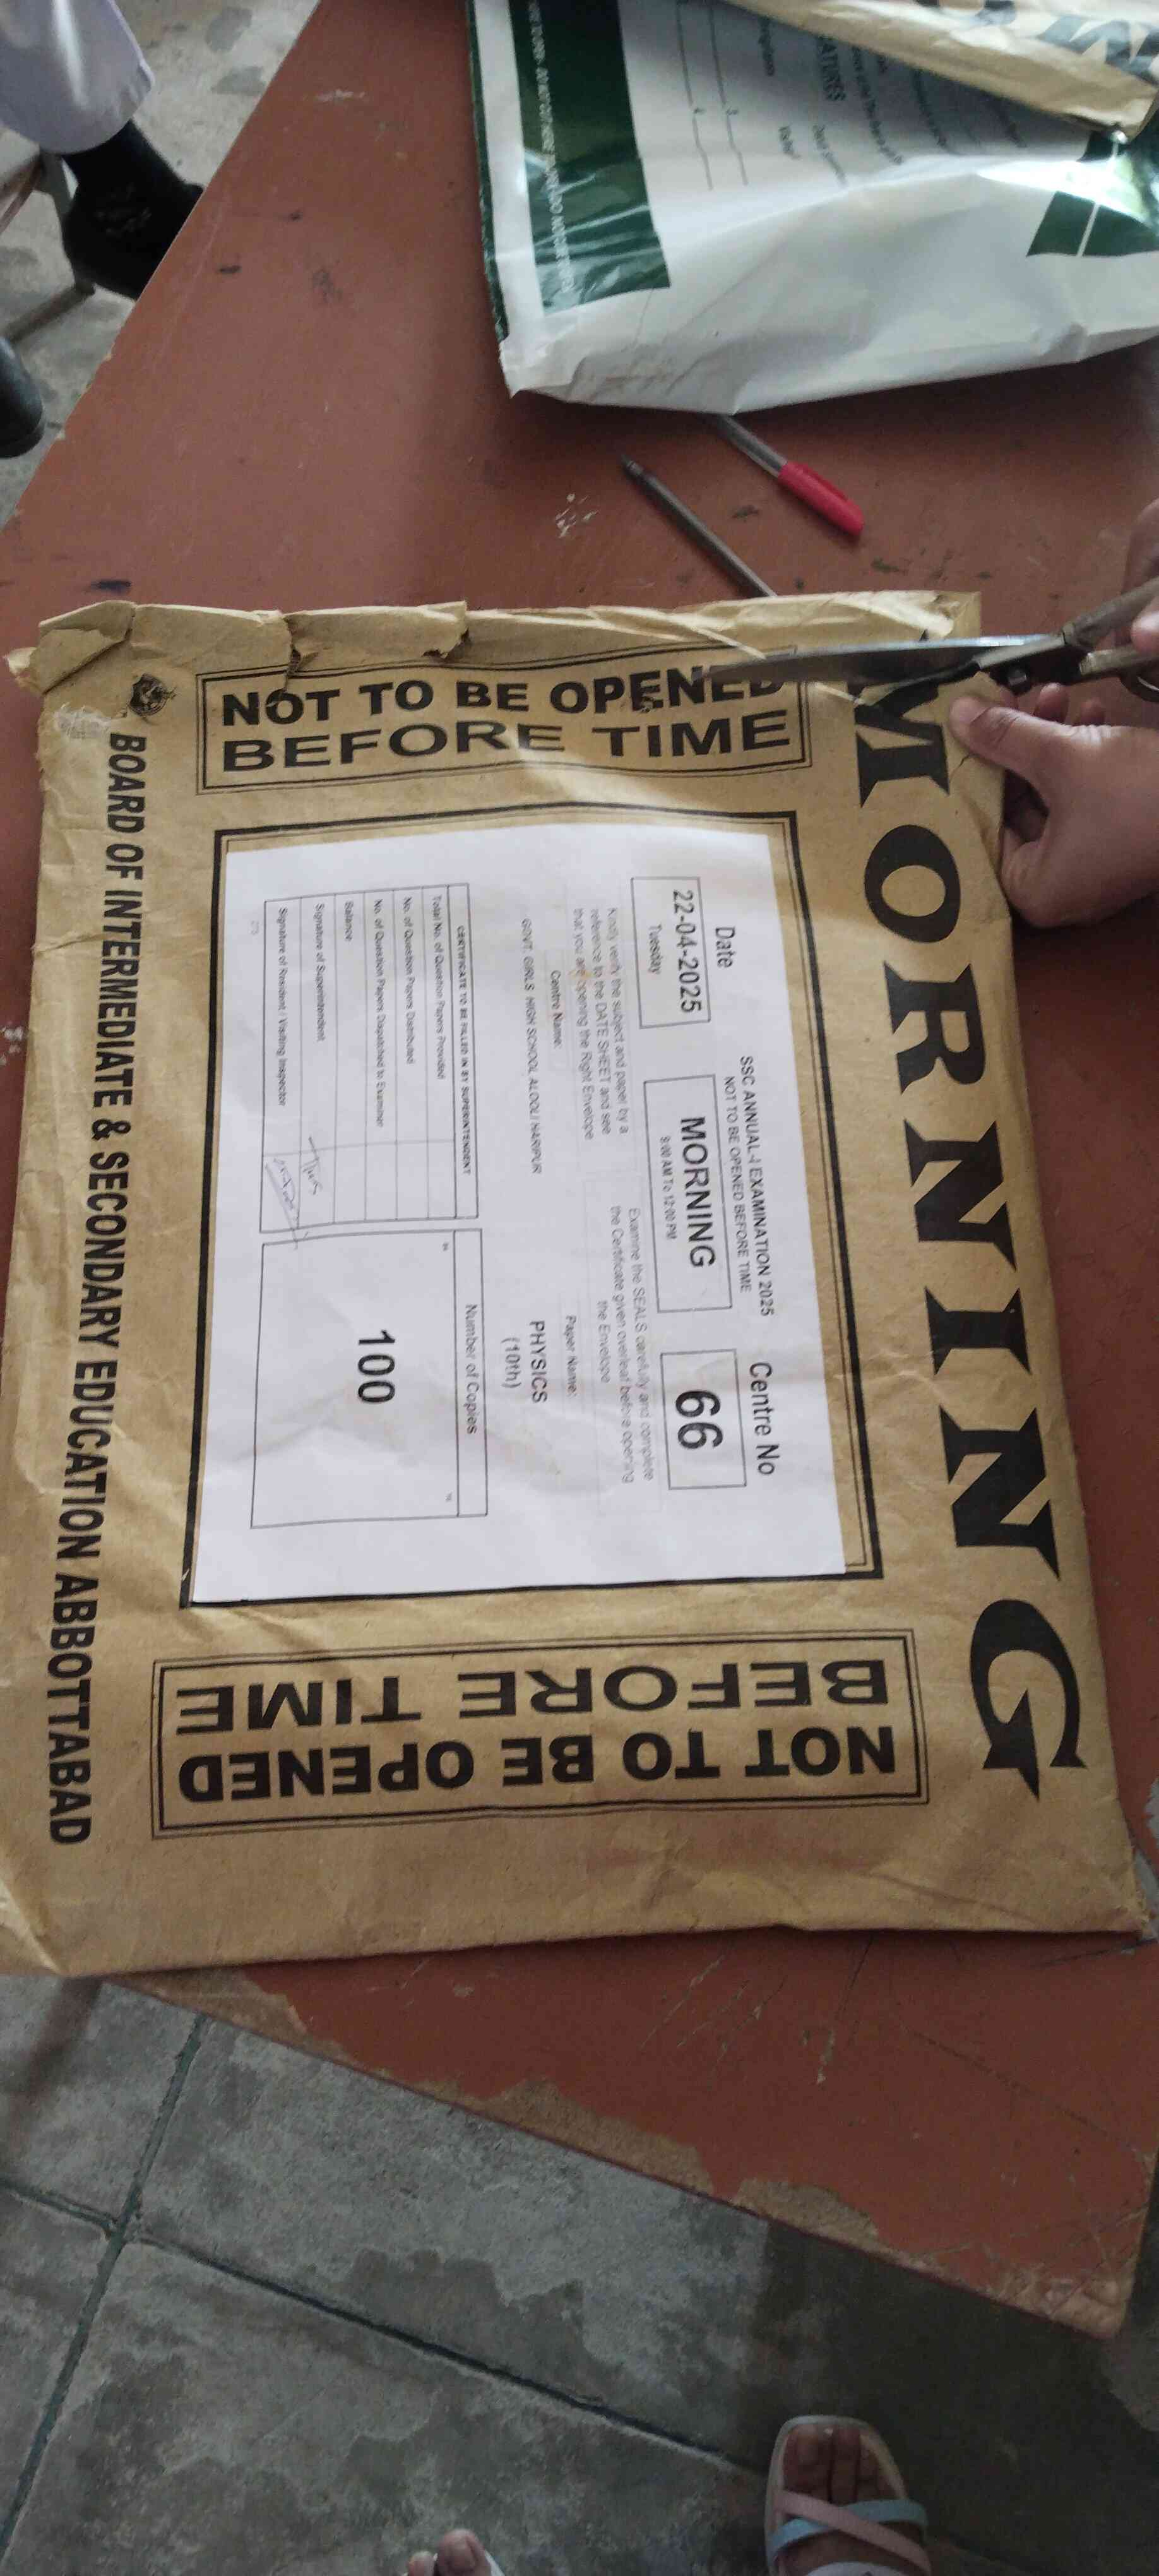 MORNING
NOT TO BE OPENED
BEFORE TIME
SSC ANNUAL-I EXAMINATION 2025
NOT TO BE OPENED BEFORE TIME
Date
22-04-2025
Tuesday
MORNING
9:00 AM To 12:00 PM
Centre No
66
Kindly verify the subject and paper by a
reference to the DATE SHEET and see
that you are opening the Right Envelope
Examine the SEALS carefully and complete
the Certificate given overleaf before opening
the Envelope
Centre Name:
GOVT. GIRLS HIGH SCHOOL ALOOLI HARIPUR
Paper Name:
PHYSICS
(10th)
CERTIFICATE TO BE FILLED IN BY SUPERINTENDENT
Total No. of Question Papers Provided
No. of Question Papers Distributed
No. of Question Papers Dispatched to Examiner
Balance
Signature of Superintendent
Signature of Resident / Visiting Inspector
Number of Copies
100
NOT TO BE OPENED
BEFORE TIME
BOARD OF INTERMEDIATE & SECONDARY EDUCATION ABBOTTABAD